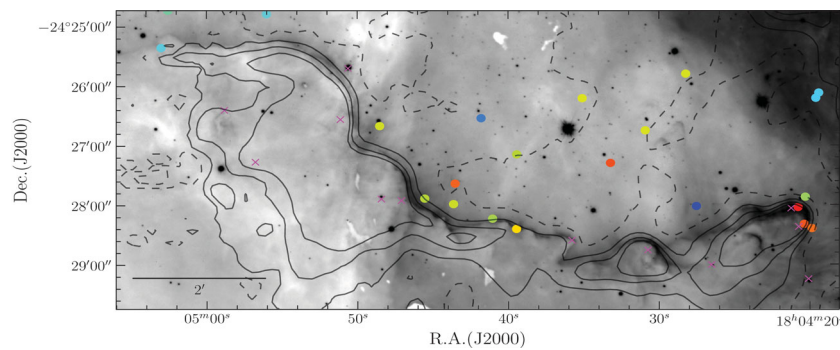 −24°25′00″
26′00″
27′00″
28′00″
29′00″
Dec.(J2000)
2′
05ᵐ00ˢ
50ˢ
40ˢ
30ˢ
18ʰ04ᵐ20ˢ
R.A.(J2000)